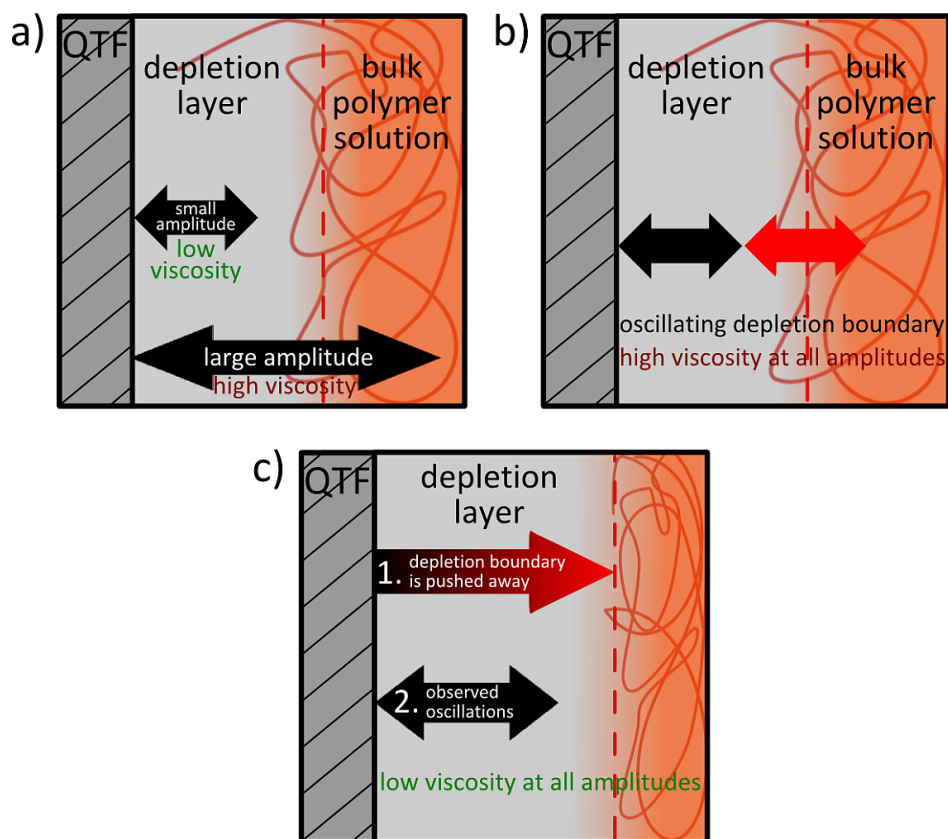 a)
QTF
depletion
layer
bulk
polymer
solution
small
amplitude
low
viscosity
large amplitude
high viscosity
b)
QTF
depletion
layer
bulk
polymer
solution
oscillating depletion boundary
high viscosity at all amplitudes
c)
QTF
depletion
layer
1. depletion boundary
is pushed away
2. observed
oscillations
low viscosity at all amplitudes